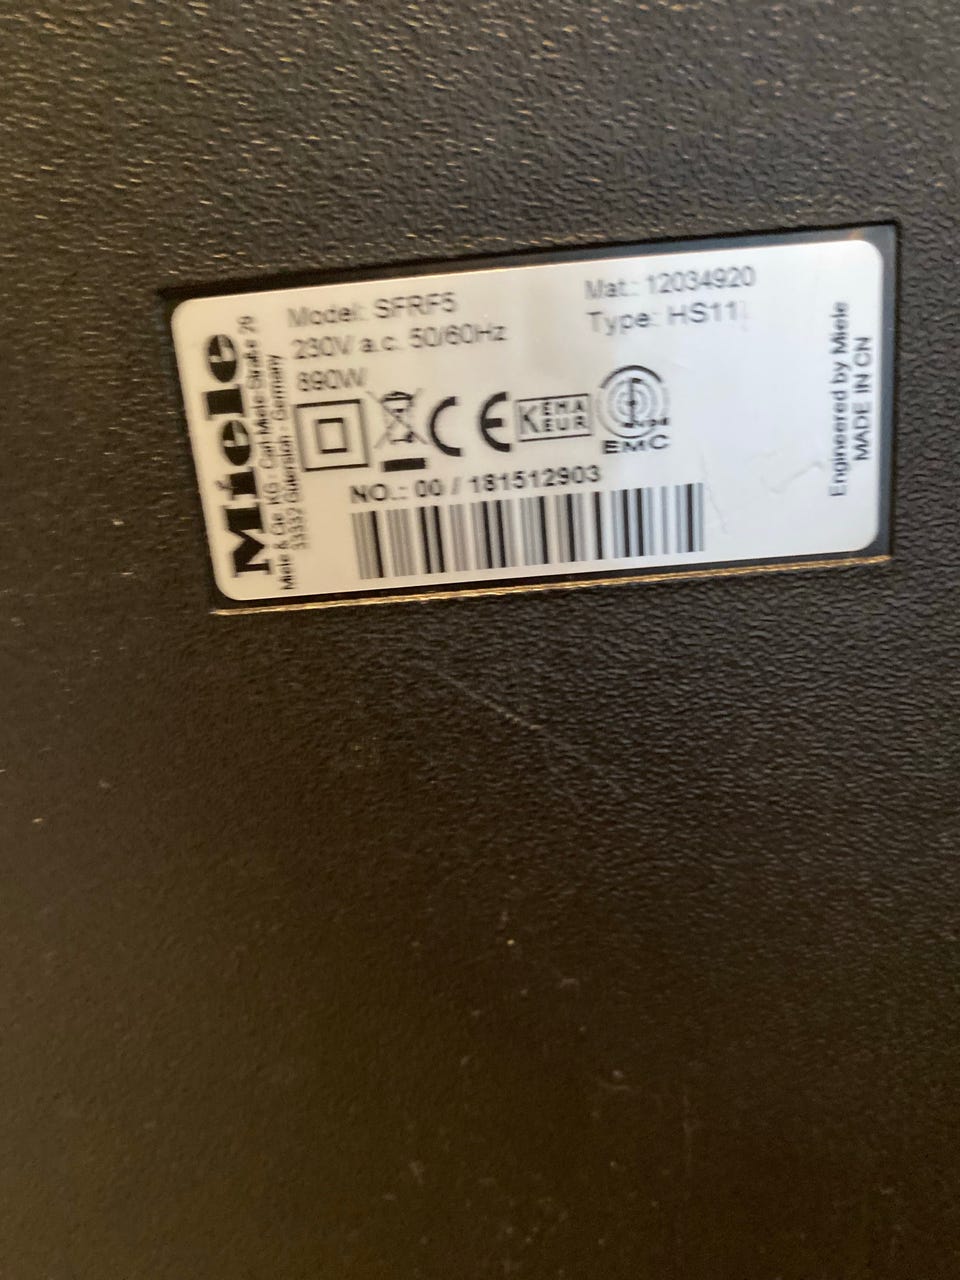 Miele
Miele & Cie. KG · Carl Miele-Straße 29
33332 Gütersloh · Germany
Model: SFRF5
230V a.c. 50/60Hz
890W
Mat.: 12034920
Type: HS11
CE
KEMA
KEUR
EMC
NO.: 00 / 181512903
Engineered by Miele
MADE IN CN